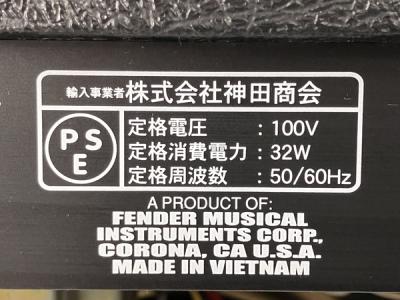 輸入事業者 株式会社神田商会
PSE
定格電圧 : 100V
定格消費電力 : 32W
定格周波数 : 50/60Hz
A PRODUCT OF:
FENDER MUSICAL
INSTRUMENTS CORP.,
CORONA, CA U.S.A.
MADE IN VIETNAM